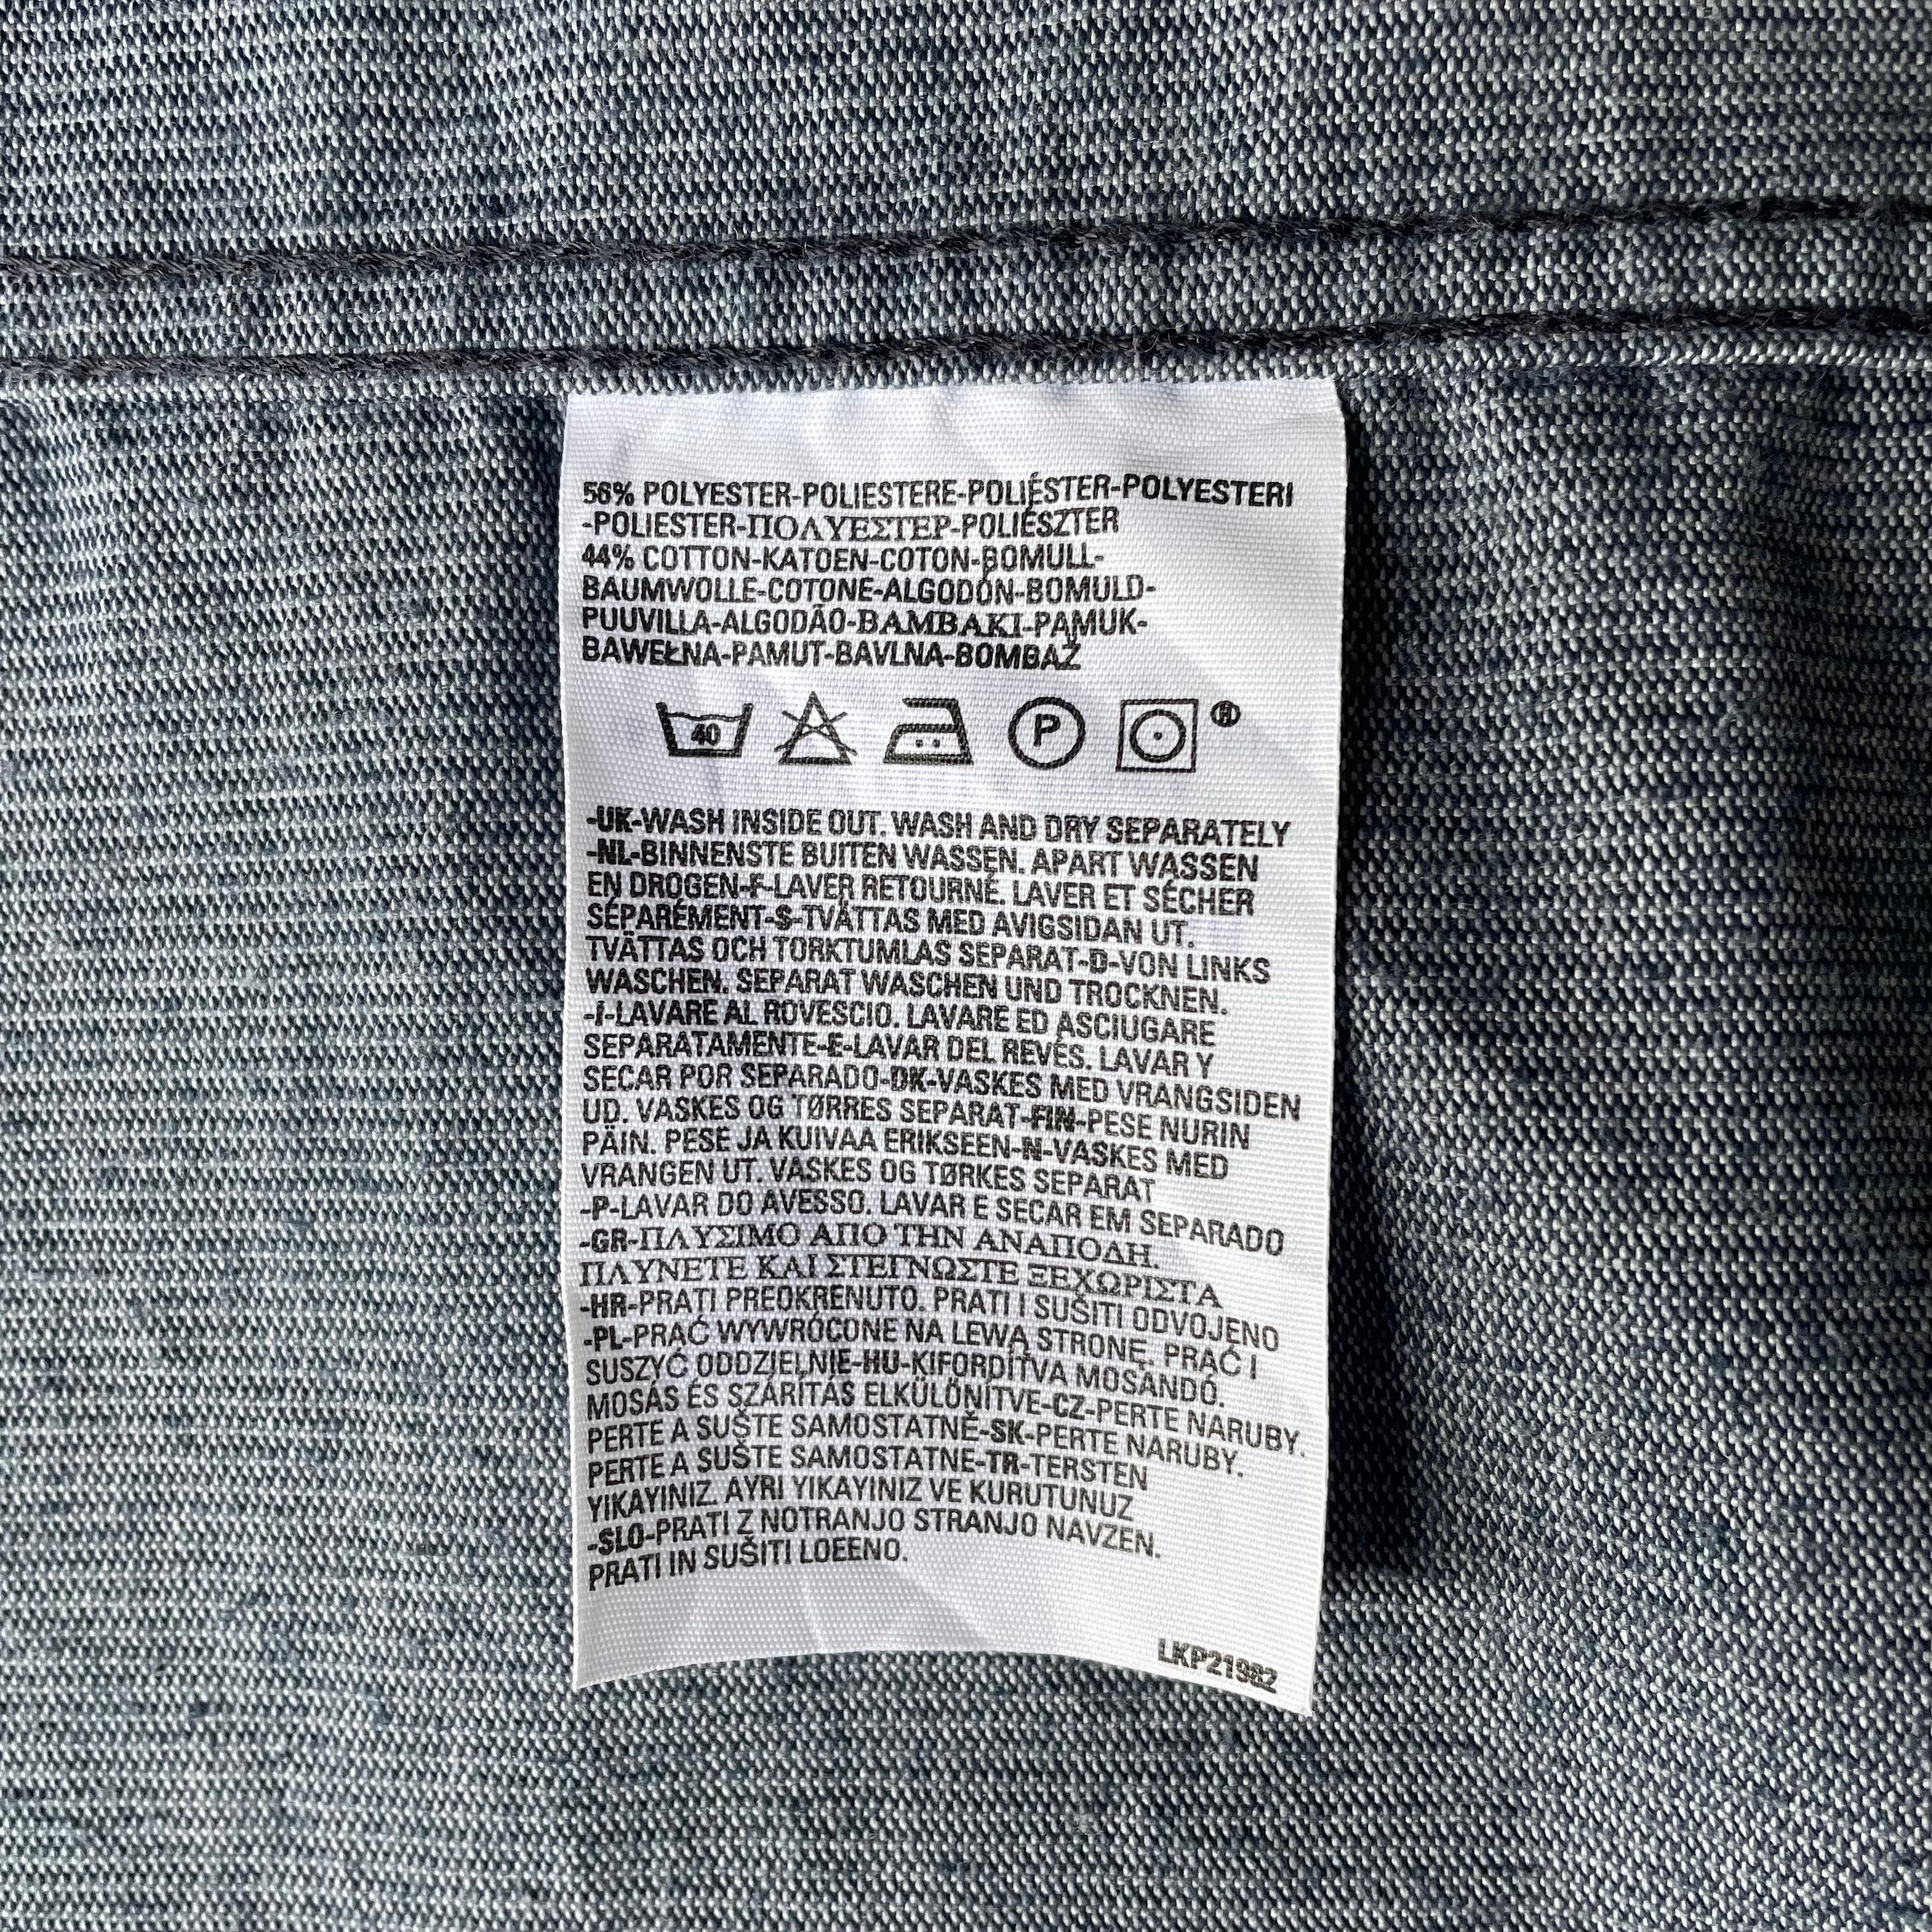 56% POLYESTER-POLIESTERE-POLIÉSTER-POLYESTERI
-POLIESTER-ΠΟΛΥΕΣΤΕΡ-POLIÉSZTER
44% COTTON-KATOEN-COTON-BOMULL-
BAUMWOLLE-COTONE-ALGODÓN-BOMULD-
PUUVILLA-ALGODÃO-ΒΑΜΒΑΚΙ-PAMUK-
BAWEŁNA-PAMUT-BAVLNA-BOMBAŽ
40 P ®
-UK-WASH INSIDE OUT. WASH AND DRY SEPARATELY
-NL-BINNENSTE BUITEN WASSEN. APART WASSEN
EN DROGEN-F-LAVER RETOURNÉ. LAVER ET SÉCHER
SÉPARÉMENT-S-TVÄTTAS MED AVIGSIDAN UT.
TVÄTTAS OCH TORKTUMLAS SEPARAT-D-VON LINKS
WASCHEN. SEPARAT WASCHEN UND TROCKNEN.
-I-LAVARE AL ROVESCIO. LAVARE ED ASCIUGARE
SEPARATAMENTE-E-LAVAR DEL REVÉS. LAVAR Y
SECAR POR SEPARADO-DK-VASKES MED VRANGSIDEN
UD. VASKES OG TØRRES SEPARAT-FIN-PESE NURIN
PÄIN. PESE JA KUIVAA ERIKSEEN-N-VASKES MED
VRANGEN UT. VASKES OG TØRKES SEPARAT
-P-LAVAR DO AVESSO. LAVAR E SECAR EM SEPARADO
-GR-ΠΛΥΣΙΜΟ ΑΠΟ ΤΗΝ ΑΝΑΠΟΔΗ.
ΠΛΥΝΕΤΕ ΚΑΙ ΣΤΕΓΝΩΣΤΕ ΞΕΧΩΡΙΣΤΑ
-HR-PRATI PREOKRENUTO. PRATI I SUŠITI ODVOJENO
-PL-PRAĆ WYWRÓCONE NA LEWĄ STRONĘ. PRAĆ I
SUSZYĆ ODDZIELNIE-HU-KIFORDÍTVA MOSANDÓ.
MOSÁS ÉS SZÁRÍTÁS ELKÜLÖNÍTVE-CZ-PERTE NARUBY.
PERTE A SUŠTE SAMOSTATNĚ-SK-PERTE NARUBY.
PERTE A SUŠTE SAMOSTATNE-TR-TERSTEN
YIKAYINIZ. AYRI YIKAYINIZ VE KURUTUNUZ
-SLO-PRATI Z NOTRANJO STRANJO NAVZEN.
PRATI IN SUŠITI LOEENO.
LKP21982